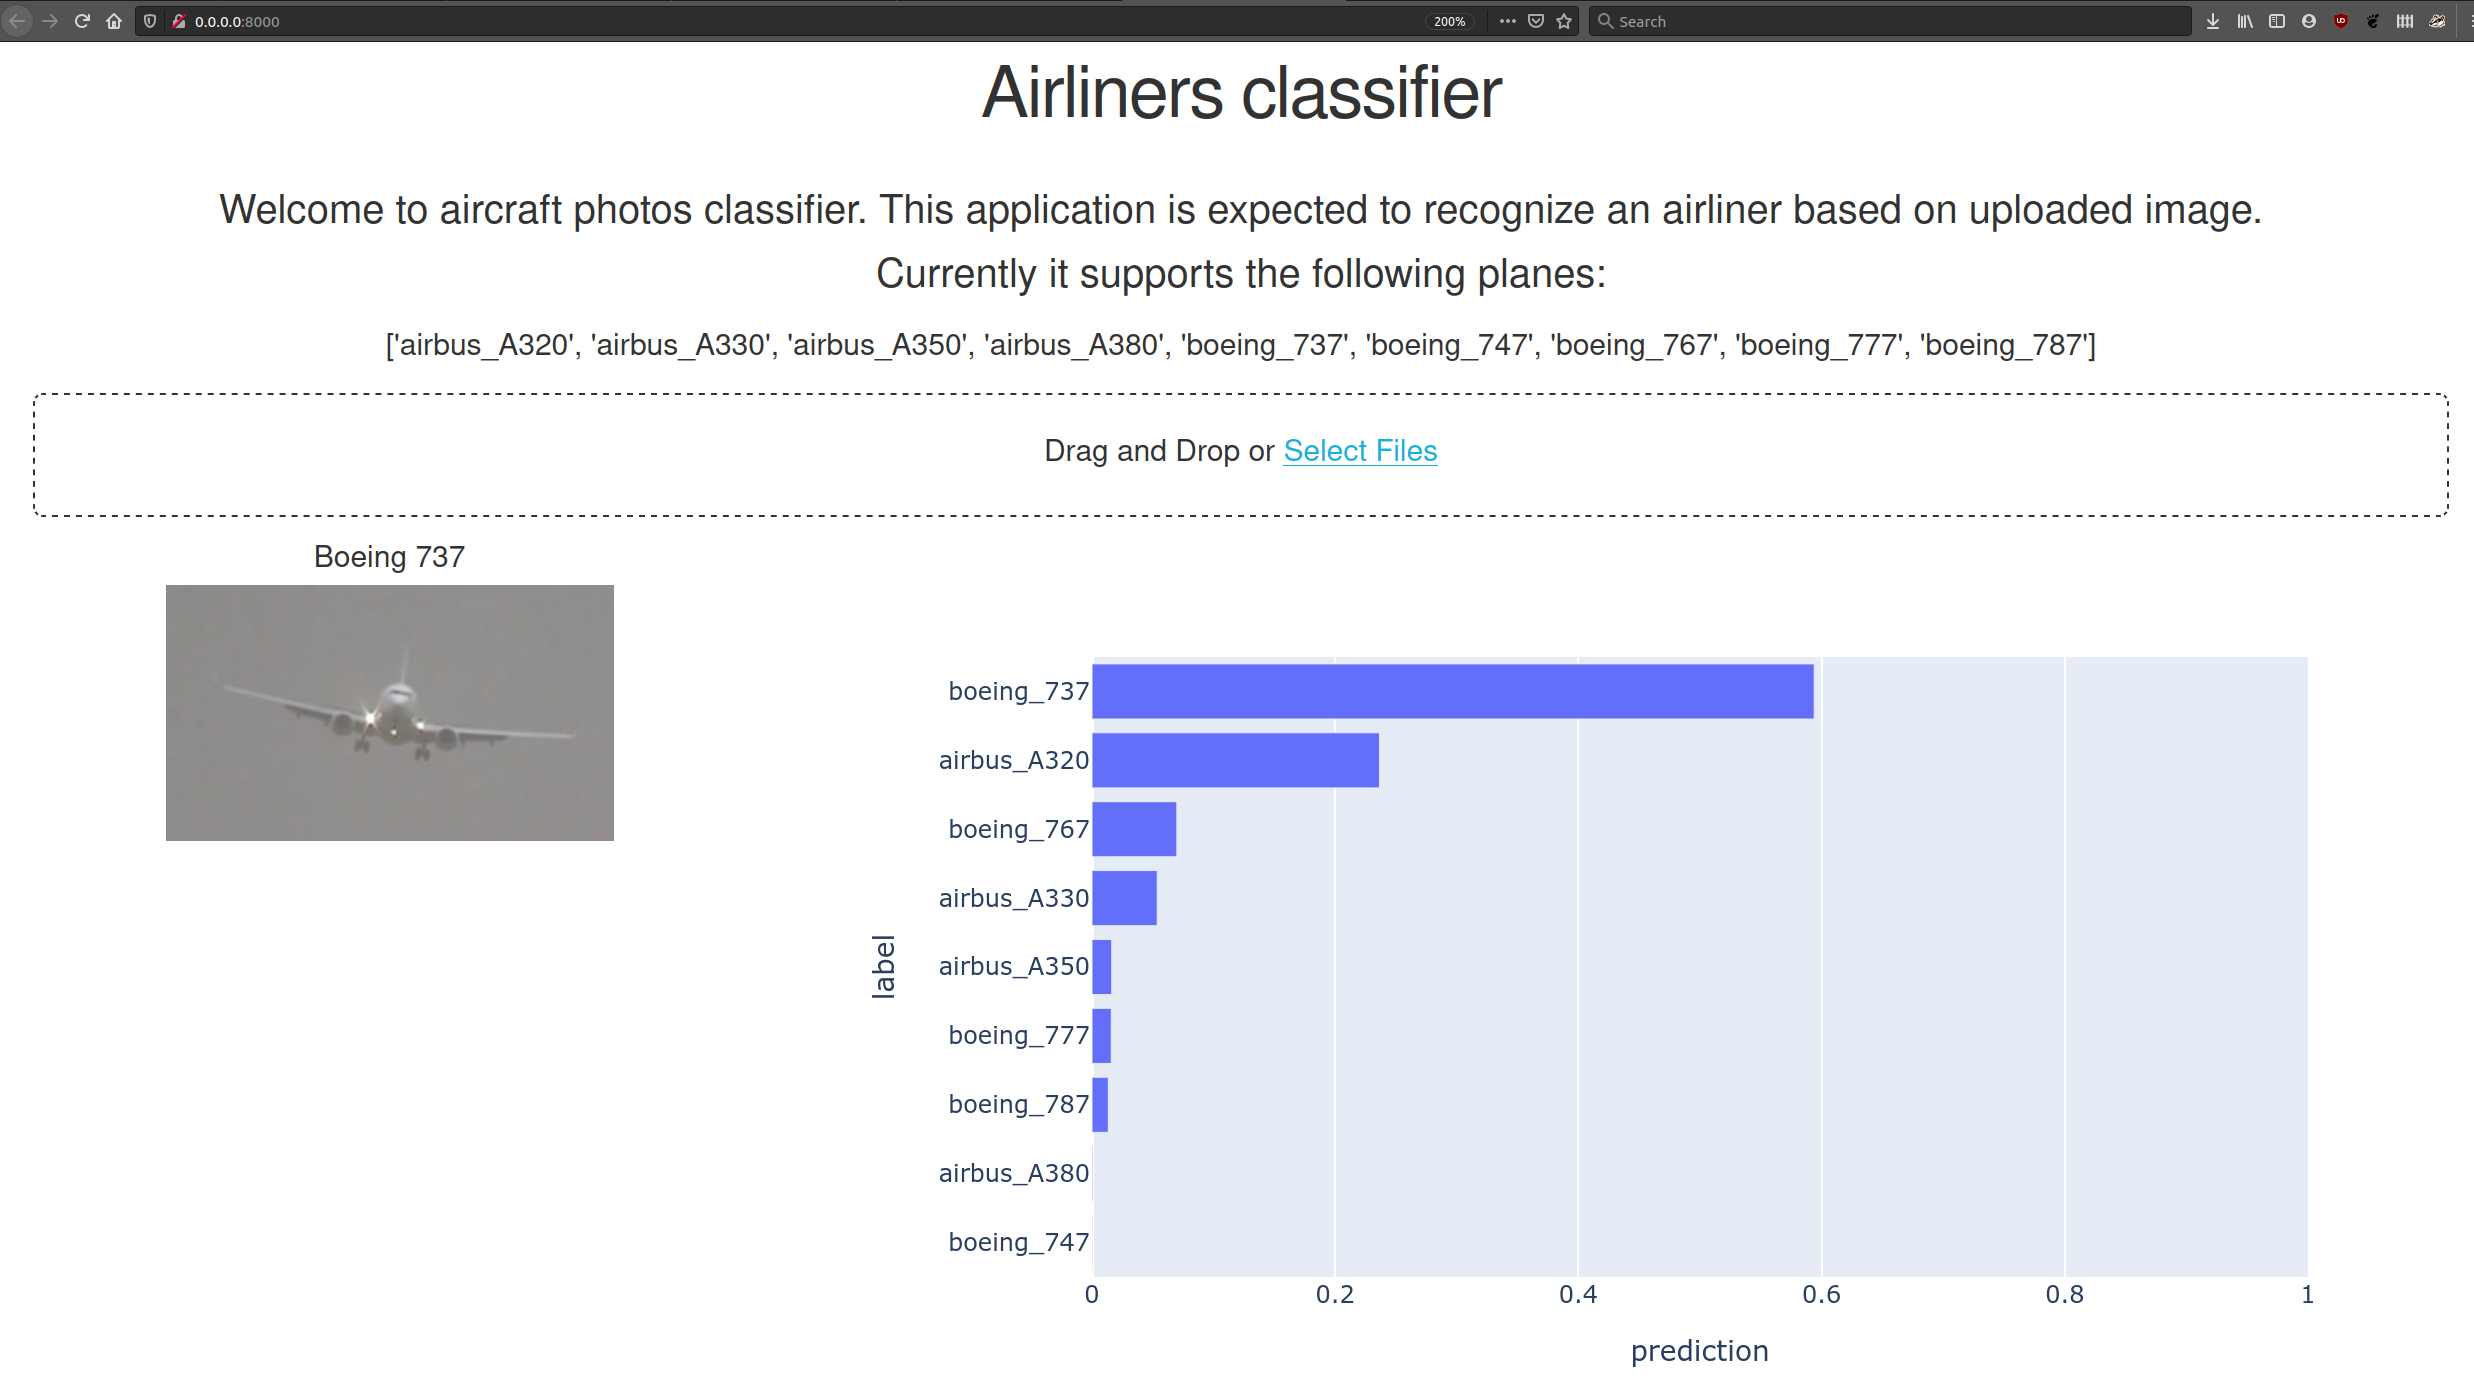 0.0.0.0:8000
200%
Search
Airliners classifier
Welcome to aircraft photos classifier. This application is expected to recognize an airliner based on uploaded image.
Currently it supports the following planes:
['airbus_A320', 'airbus_A330', 'airbus_A350', 'airbus_A380', 'boeing_737', 'boeing_747', 'boeing_767', 'boeing_777', 'boeing_787']
Drag and Drop or Select Files
Boeing 737
boeing_737
airbus_A320
boeing_767
airbus_A330
airbus_A350
boeing_777
boeing_787
airbus_A380
boeing_747
label
0 0.2 0.4 0.6 0.8 1
prediction